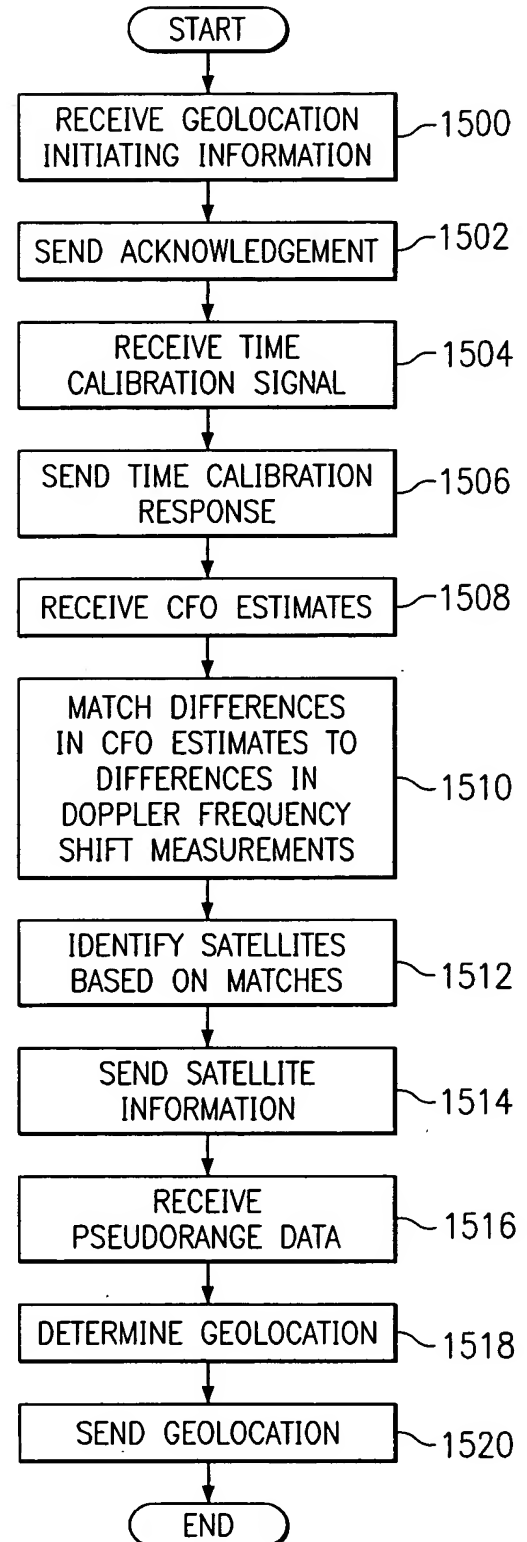 START
RECEIVE GEOLOCATION
INITIATING INFORMATION
1500
SEND ACKNOWLEDGEMENT
1502
RECEIVE TIME
CALIBRATION SIGNAL
1504
SEND TIME CALIBRATION
RESPONSE
1506
RECEIVE CFO ESTIMATES
1508
MATCH DIFFERENCES
IN CFO ESTIMATES TO
DIFFERENCES IN
DOPPLER FREQUENCY
SHIFT MEASUREMENTS
1510
IDENTIFY SATELLITES
BASED ON MATCHES
1512
SEND SATELLITE
INFORMATION
1514
RECEIVE
PSEUDORANGE DATA
1516
DETERMINE GEOLOCATION
1518
SEND GEOLOCATION
1520
END